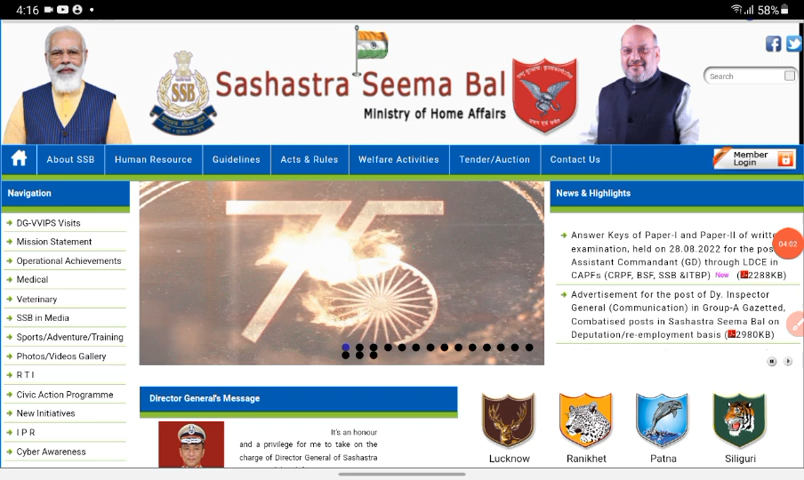 4:16
58%
SSB
Sashastra Seema Bal
Ministry of Home Affairs
Search
About SSB
Human Resource
Guidelines
Acts & Rules
Welfare Activities
Tender/Auction
Contact Us
Member
Login
Navigation
DG-VVIPS Visits
Mission Statement
Operational Achievements
Medical
Veterinary
SSB in Media
Sports/Adventure/Training
Photos/Videos Gallery
R T I
Civic Action Programme
New Initiatives
I P R
Cyber Awareness
75
News & Highlights
Answer Keys of Paper-I and Paper-II of writte
examination, held on 28.08.2022 for the pos
Assistant Commandant (GD) through LDCE in
CAPFs (CRPF, BSF, SSB &ITBP) New (2288KB)
04:02
Advertisement for the post of Dy. Inspector
General (Communication) in Group-A Gazetted,
Combatised posts in Sashastra Seema Bal on
Deputation/re-employment basis (2980KB)
Director General's Message
It's an honour
and a privilege for me to take on the
charge of Director General of Sashastra
Lucknow
Ranikhet
Patna
Siliguri